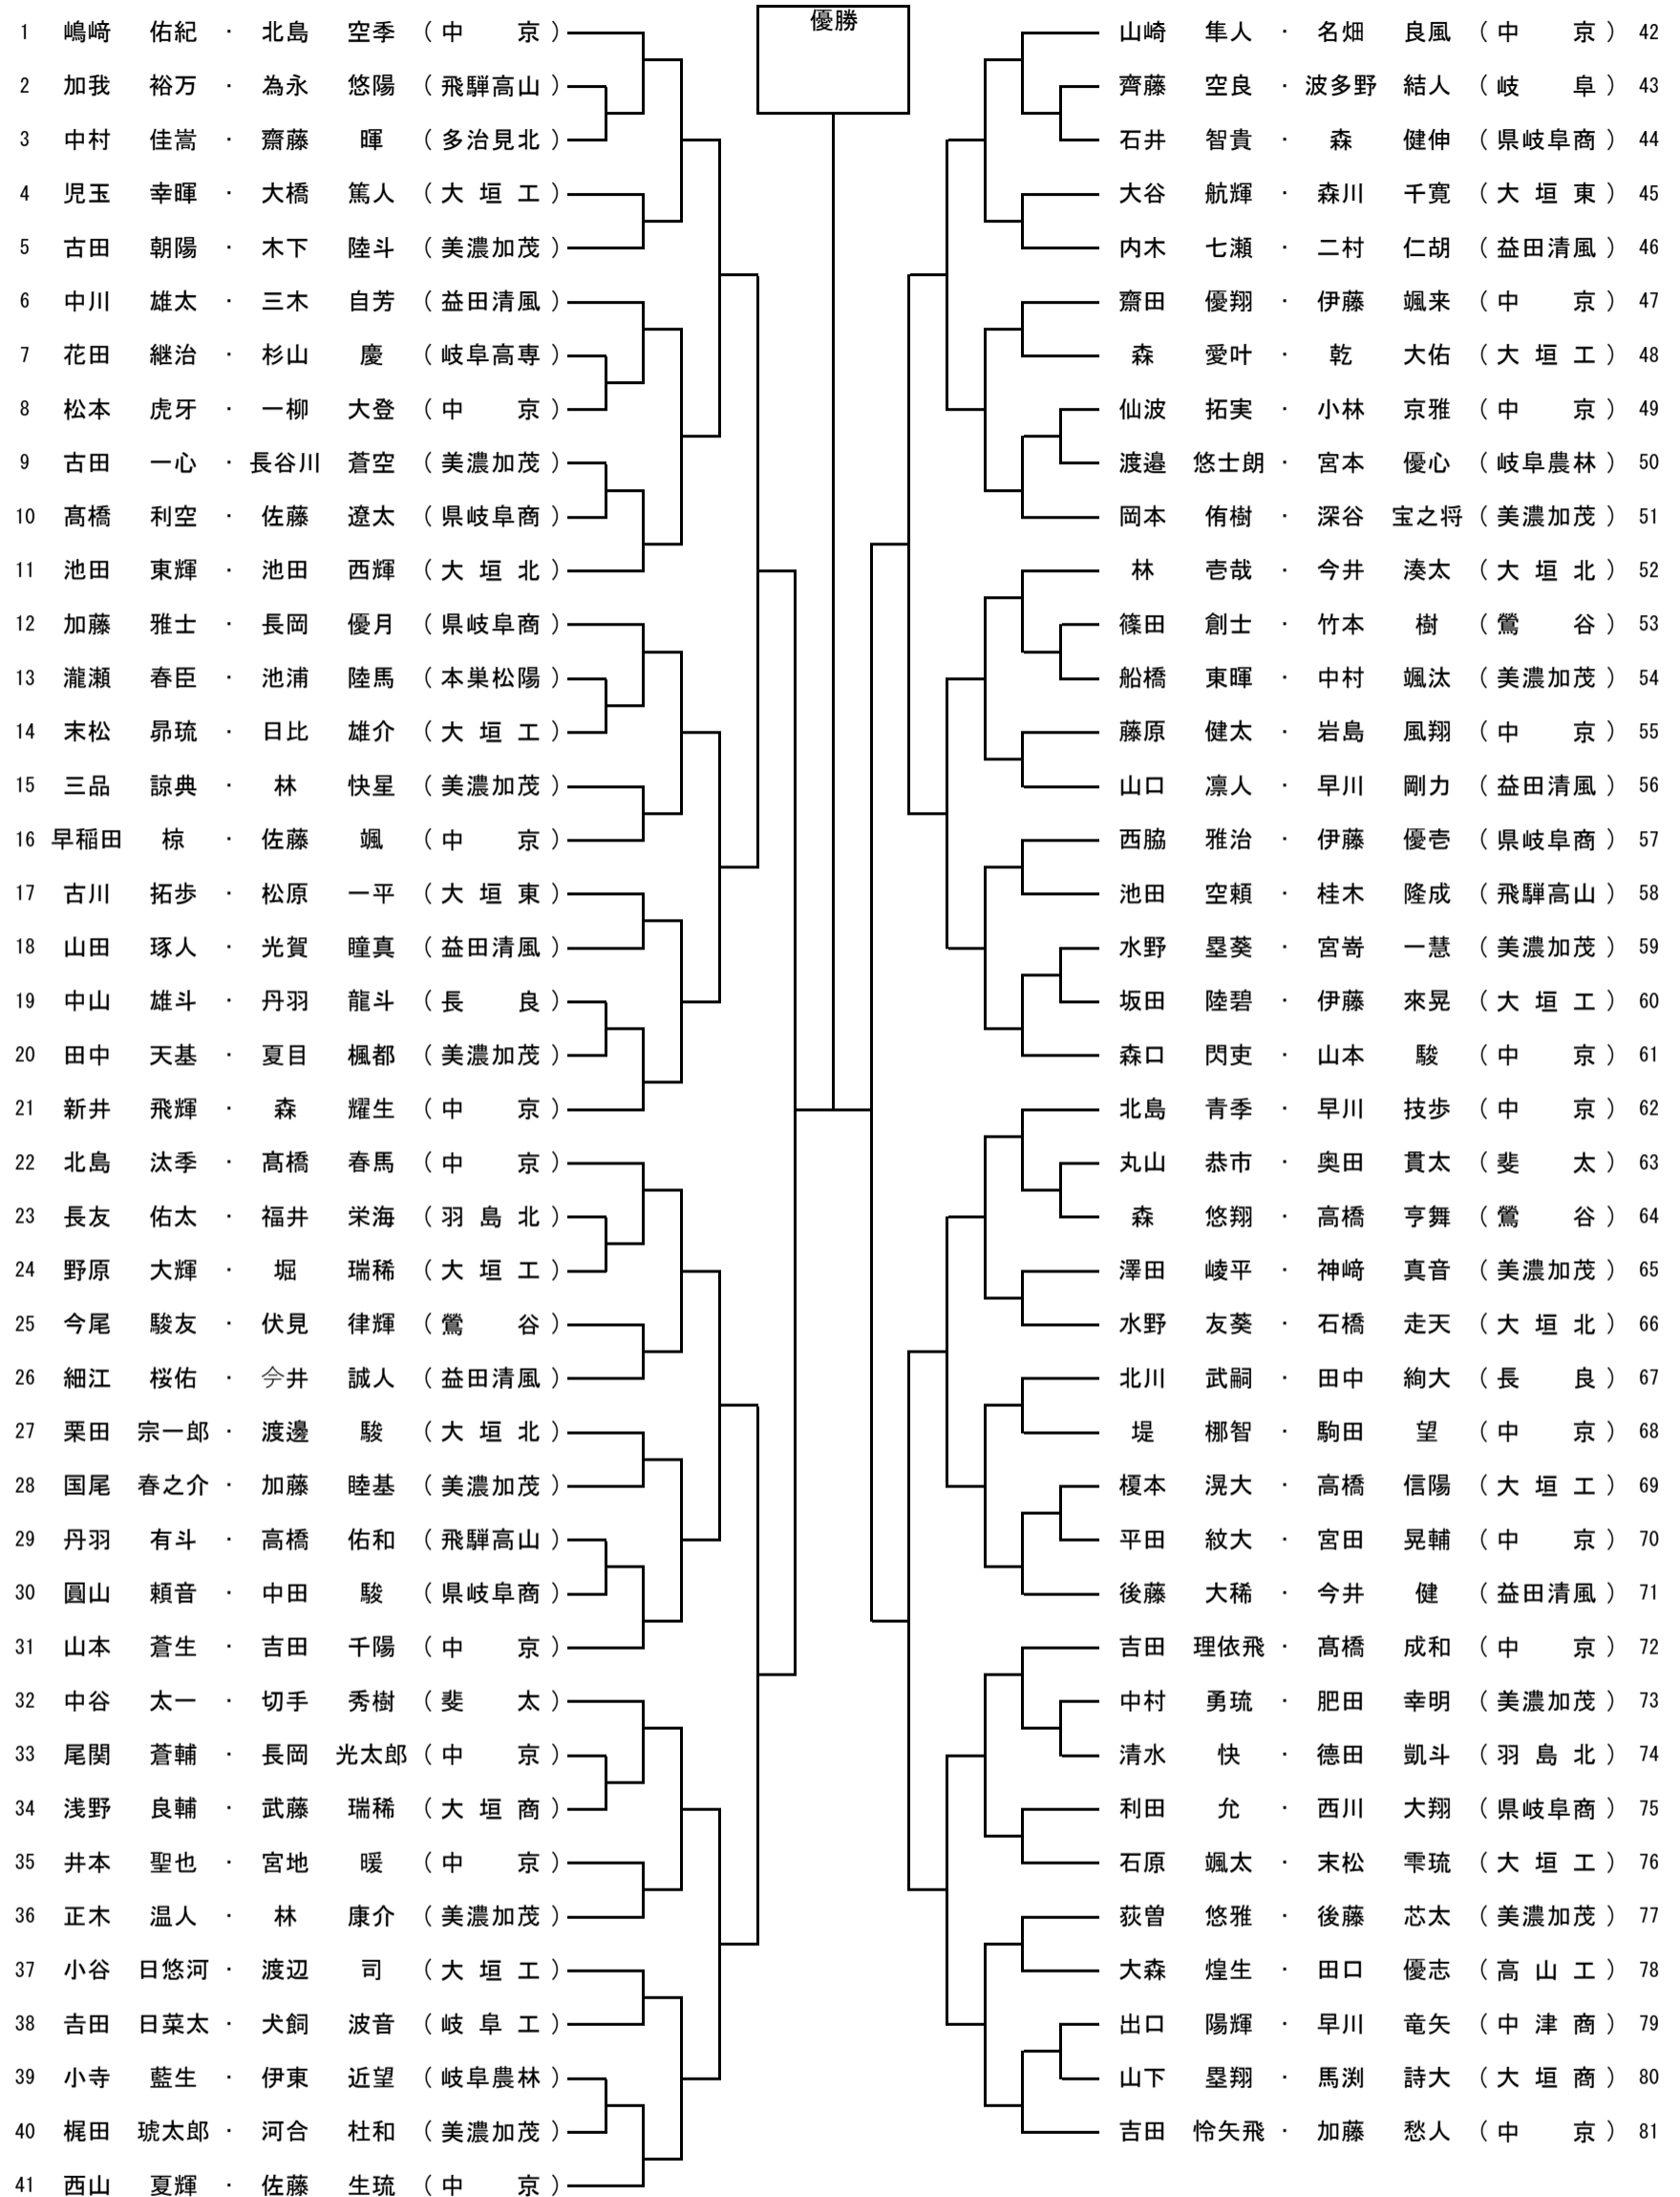 優勝
1 嶋﨑 佑紀 ・ 北島 空季 (中 京)
2 加我 裕万 ・ 為永 悠陽 (飛騨高山)
3 中村 佳嵩 ・ 齋藤 暉 (多治見北)
4 児玉 幸暉 ・ 大橋 篤人 (大 垣 工)
5 古田 朝陽 ・ 木下 陸斗 (美濃加茂)
6 中川 雄太 ・ 三木 自芳 (益田清風)
7 花田 継治 ・ 杉山 慶 (岐阜高専)
8 松本 虎牙 ・ 一柳 大登 (中 京)
9 古田 一心 ・ 長谷川 蒼空 (美濃加茂)
10 髙橋 利空 ・ 佐藤 遼太 (県岐阜商)
11 池田 東輝 ・ 池田 西輝 (大 垣 北)
12 加藤 雅士 ・ 長岡 優月 (県岐阜商)
13 瀧瀬 春臣 ・ 池浦 陸馬 (本巣松陽)
14 末松 昴琉 ・ 日比 雄介 (大 垣 工)
15 三品 諒典 ・ 林 快星 (美濃加茂)
16 早稲田 椋 ・ 佐藤 颯 (中 京)
17 古川 拓歩 ・ 松原 一平 (大 垣 東)
18 山田 琢人 ・ 光賀 瞳真 (益田清風)
19 中山 雄斗 ・ 丹羽 龍斗 (長 良)
20 田中 天基 ・ 夏目 楓都 (美濃加茂)
21 新井 飛輝 ・ 森 耀生 (中 京)
22 北島 汰季 ・ 髙橋 春馬 (中 京)
23 長友 佑太 ・ 福井 栄海 (羽 島 北)
24 野原 大輝 ・ 堀 瑞稀 (大 垣 工)
25 今尾 駿友 ・ 伏見 律輝 (鶯 谷)
26 細江 桜佑 ・ 今井 誠人 (益田清風)
27 栗田 宗一郎 ・ 渡邊 駿 (大 垣 北)
28 国尾 春之介 ・ 加藤 睦基 (美濃加茂)
29 丹羽 有斗 ・ 高橋 佑和 (飛騨高山)
30 圓山 頼音 ・ 中田 駿 (県岐阜商)
31 山本 蒼生 ・ 吉田 千陽 (中 京)
32 中谷 太一 ・ 切手 秀樹 (斐 太)
33 尾関 蒼輔 ・ 長岡 光太郎 (中 京)
34 浅野 良輔 ・ 武藤 瑞稀 (大 垣 商)
35 井本 聖也 ・ 宮地 暖 (中 京)
36 正木 温人 ・ 林 康介 (美濃加茂)
37 小谷 日悠河 ・ 渡辺 司 (大 垣 工)
38 𠮷田 日菜太 ・ 犬飼 波音 (岐 阜 工)
39 小寺 藍生 ・ 伊東 近望 (岐阜農林)
40 梶田 琥太郎 ・ 河合 杜和 (美濃加茂)
41 西山 夏輝 ・ 佐藤 生琉 (中 京)
山崎 隼人 ・ 名畑 良風 (中 京) 42
齊藤 空良 ・ 波多野 結人 (岐 阜) 43
石井 智貴 ・ 森 健伸 (県岐阜商) 44
大谷 航輝 ・ 森川 千寛 (大 垣 東) 45
内木 七瀬 ・ 二村 仁胡 (益田清風) 46
齋田 優翔 ・ 伊藤 颯来 (中 京) 47
森 愛叶 ・ 乾 大佑 (大 垣 工) 48
仙波 拓実 ・ 小林 京雅 (中 京) 49
渡邉 悠士朗 ・ 宮本 優心 (岐阜農林) 50
岡本 侑樹 ・ 深谷 宝之将 (美濃加茂) 51
林 壱哉 ・ 今井 湊太 (大 垣 北) 52
篠田 創士 ・ 竹本 樹 (鶯 谷) 53
船橋 東暉 ・ 中村 颯汰 (美濃加茂) 54
藤原 健太 ・ 岩島 風翔 (中 京) 55
山口 凛人 ・ 早川 剛力 (益田清風) 56
西脇 雅治 ・ 伊藤 優壱 (県岐阜商) 57
池田 空頼 ・ 桂木 隆成 (飛騨高山) 58
水野 塁葵 ・ 宮嵜 一慧 (美濃加茂) 59
坂田 陸碧 ・ 伊藤 來晃 (大 垣 工) 60
森口 閃吏 ・ 山本 駿 (中 京) 61
北島 青季 ・ 早川 技歩 (中 京) 62
丸山 恭市 ・ 奥田 貫太 (斐 太) 63
森 悠翔 ・ 高橋 亨舞 (鶯 谷) 64
澤田 崚平 ・ 神﨑 真音 (美濃加茂) 65
水野 友葵 ・ 石橋 走天 (大 垣 北) 66
北川 武嗣 ・ 田中 絢大 (長 良) 67
堤 梛智 ・ 駒田 望 (中 京) 68
榎本 滉大 ・ 高橋 信陽 (大 垣 工) 69
平田 紋大 ・ 宮田 晃輔 (中 京) 70
後藤 大稀 ・ 今井 健 (益田清風) 71
吉田 理依飛 ・ 髙橋 成和 (中 京) 72
中村 勇琉 ・ 肥田 幸明 (美濃加茂) 73
清水 快 ・ 德田 凱斗 (羽 島 北) 74
利田 允 ・ 西川 大翔 (県岐阜商) 75
石原 颯太 ・ 末松 雫琉 (大 垣 工) 76
荻曽 悠雅 ・ 後藤 芯太 (美濃加茂) 77
大森 煌生 ・ 田口 優志 (高 山 工) 78
出口 陽輝 ・ 早川 竜矢 (中 津 商) 79
山下 塁翔 ・ 馬渕 詩大 (大 垣 商) 80
吉田 怜矢飛 ・ 加藤 愁人 (中 京) 81